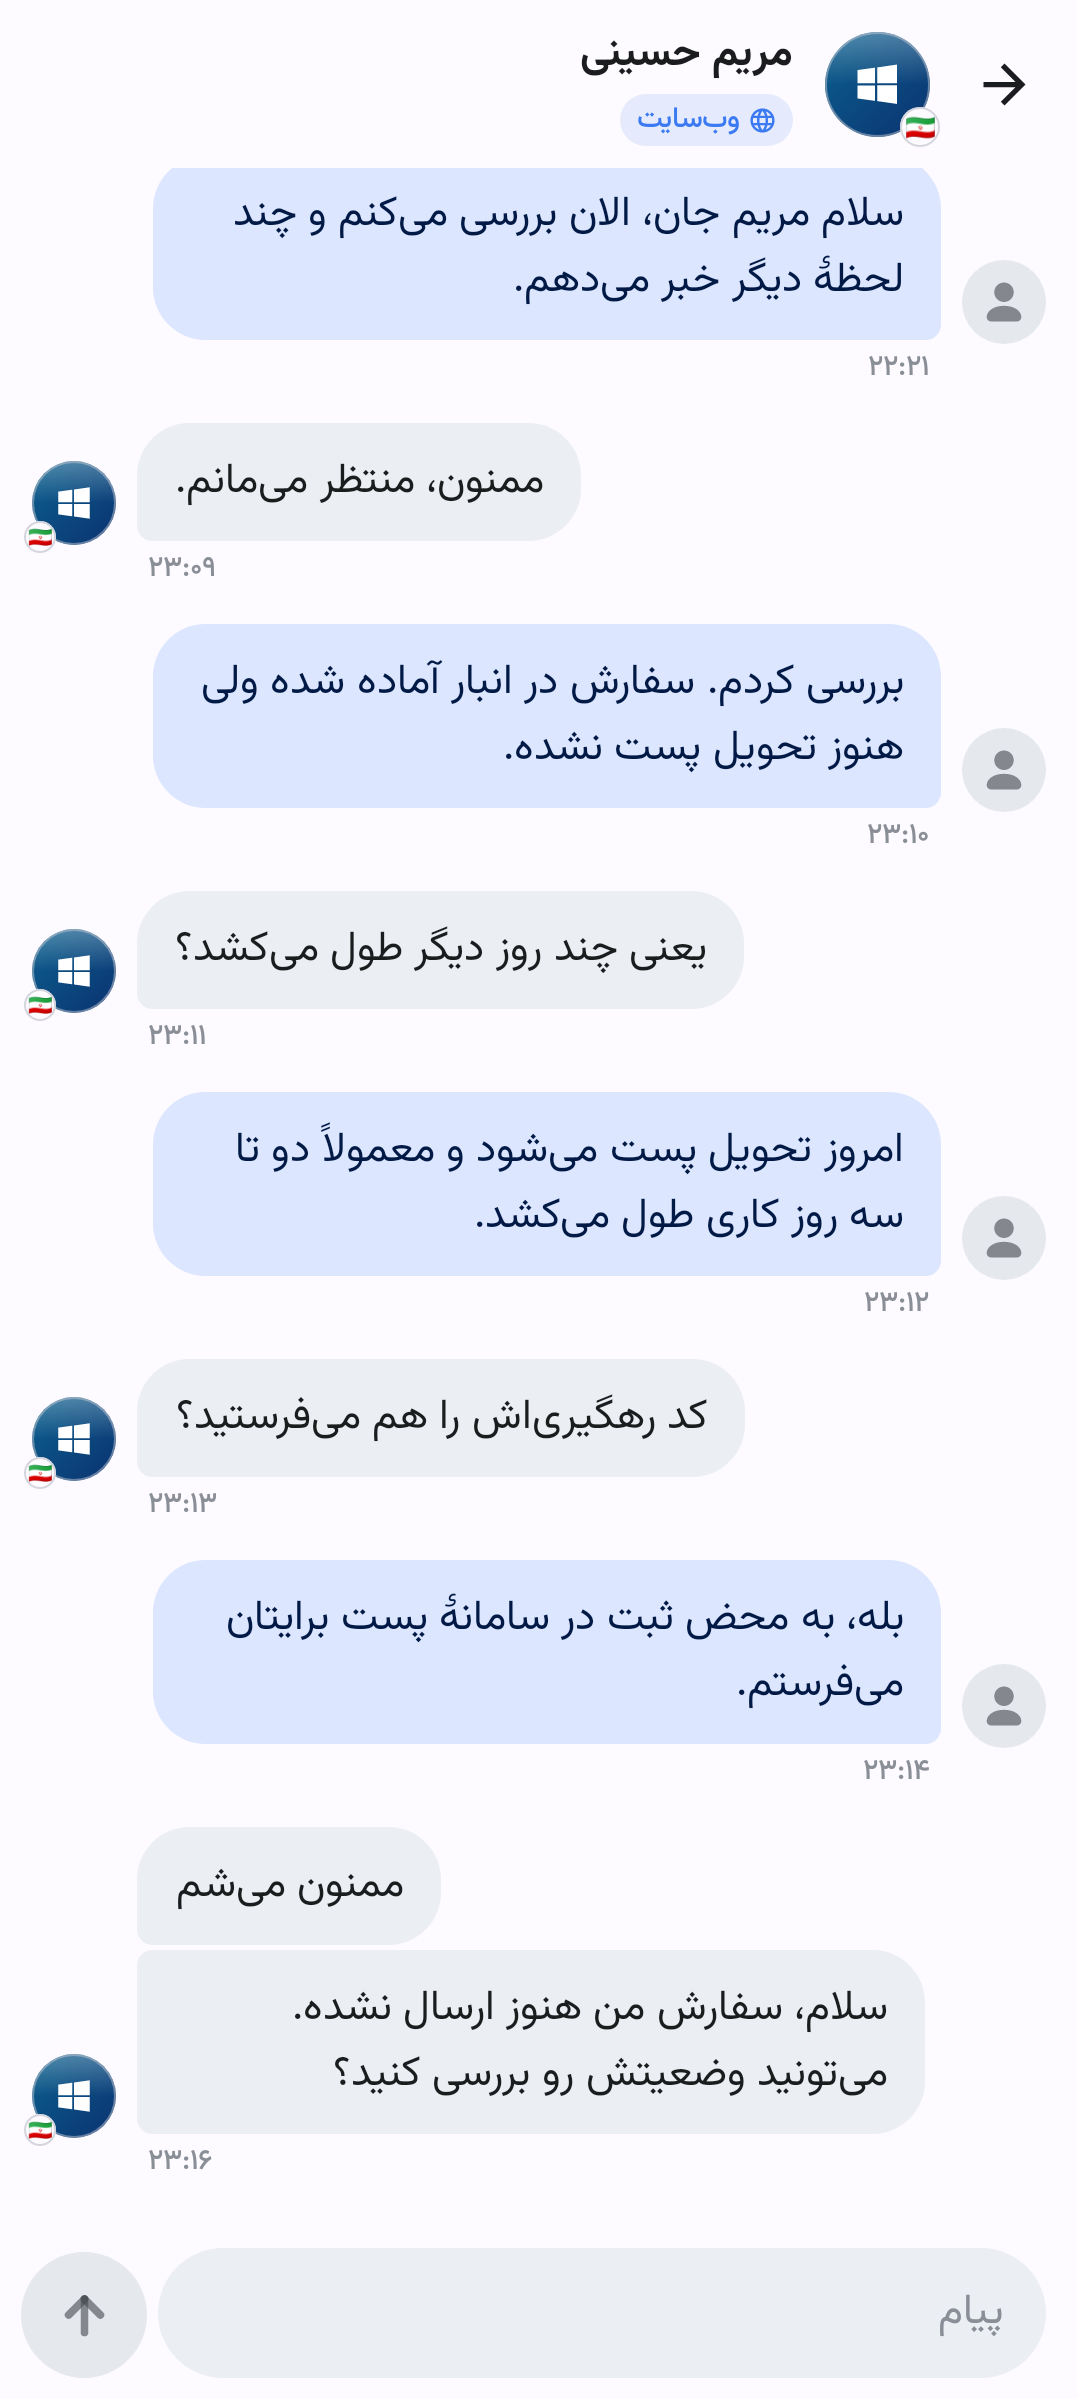 مریم حسینی
وب‌سایت
سلام مریم جان، الان بررسی می‌کنم و چند
لحظهٔ دیگر خبر می‌دهم.
۲۲:۲۱
ممنون، منتظر می‌مانم.
۲۳:۰۹
بررسی کردم. سفارش در انبار آماده شده ولی
هنوز تحویل پست نشده.
۲۳:۱۰
یعنی چند روز دیگر طول می‌کشد؟
۲۳:۱۱
امروز تحویل پست می‌شود و معمولاً دو تا
سه روز کاری طول می‌کشد.
۲۳:۱۲
کد رهگیری‌اش را هم می‌فرستید؟
۲۳:۱۳
بله، به محض ثبت در سامانهٔ پست برایتان
می‌فرستم.
۲۳:۱۴
ممنون می‌شم
سلام، سفارش من هنوز ارسال نشده.
می‌تونید وضعیتش رو بررسی کنید؟
۲۳:۱۶
پیام